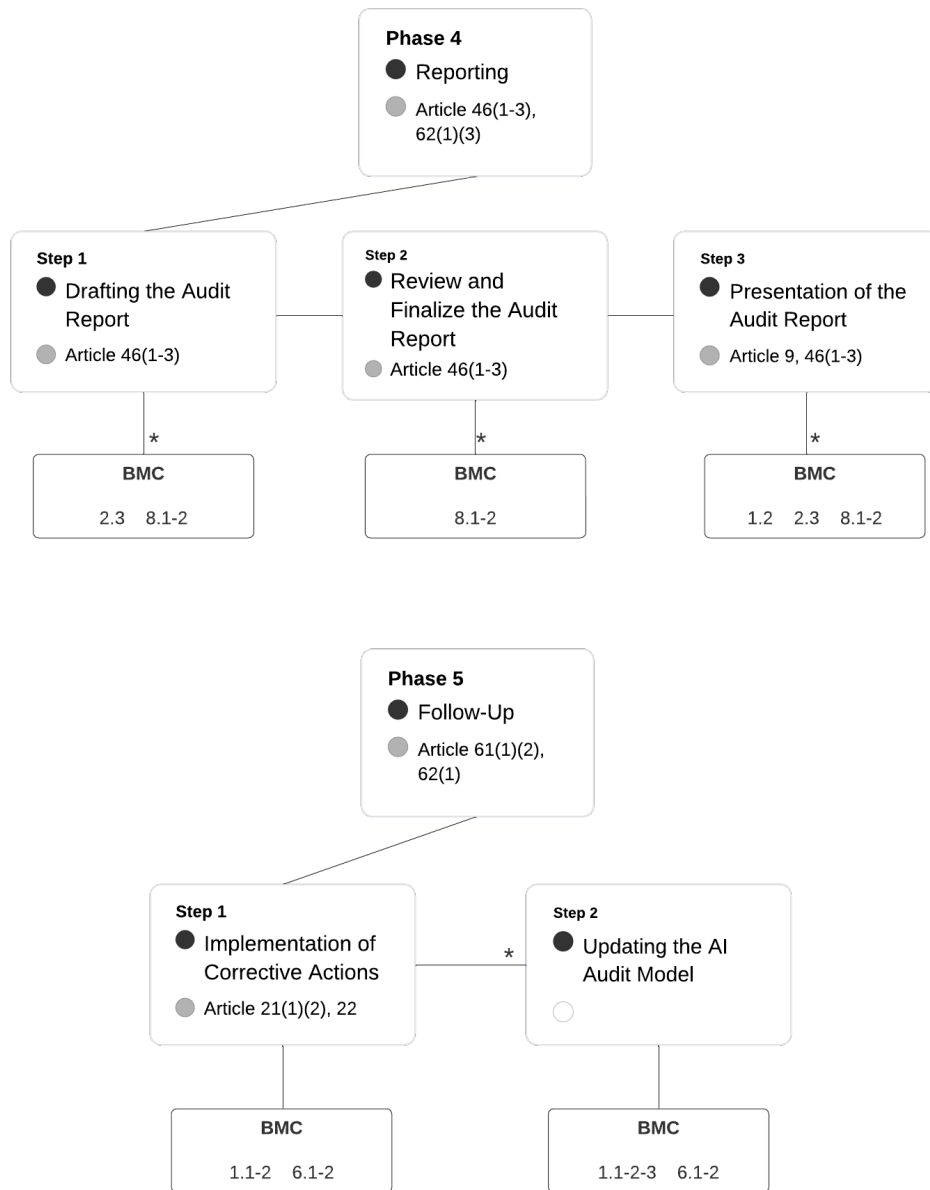 Phase 4
Reporting
Article 46(1-3),
62(1)(3)
Step 1
Drafting the Audit
Report
Article 46(1-3)
Step 2
Review and
Finalize the Audit
Report
Article 46(1-3)
Step 3
Presentation of the
Audit Report
Article 9, 46(1-3)
*
BMC
2.3 8.1-2
*
BMC
8.1-2
*
BMC
1.2 2.3 8.1-2
Phase 5
Follow-Up
Article 61(1)(2),
62(1)
Step 1
Implementation of
Corrective Actions
Article 21(1)(2), 22
*
Step 2
Updating the AI
Audit Model
BMC
1.1-2 6.1-2
BMC
1.1-2-3 6.1-2